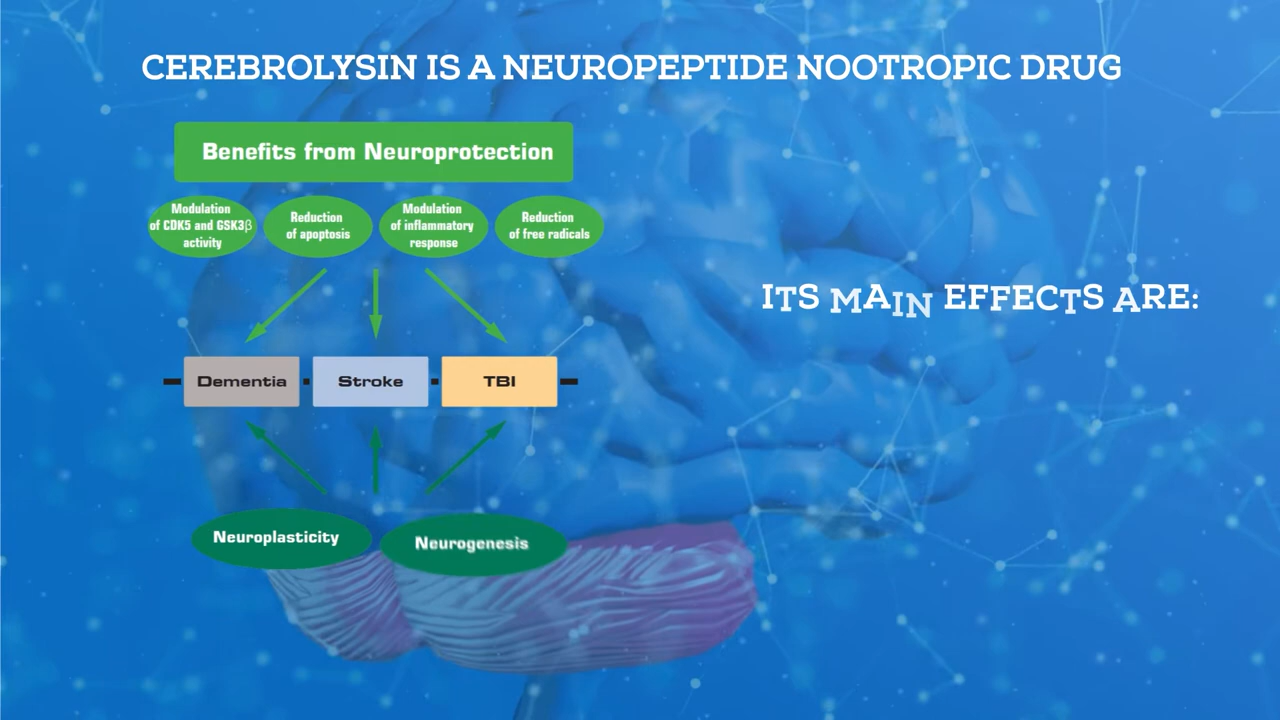 CEREBROLYSIN IS A NEUROPEPTIDE NOOTROPIC DRUG
Benefits from Neuroprotection
Modulation
of CDK5 and GSK3β
activity
Reduction
of apoptosis
Modulation
of inflammatory
response
Reduction
of free radicals
ITS MAIN EFFECTS ARE:
Dementia
Stroke
TBI
Neuroplasticity
Neurogenesis